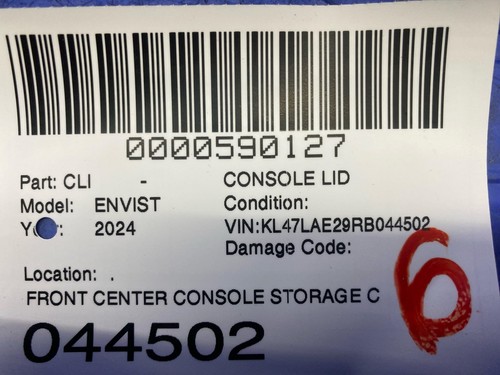 0000590127
Part: CLI - CONSOLE LID
Model: ENVIST Condition:
2024 VIN:KL47LAE29RB044502
Damage Code:
Location: .
FRONT CENTER CONSOLE STORAGE C
044502
6